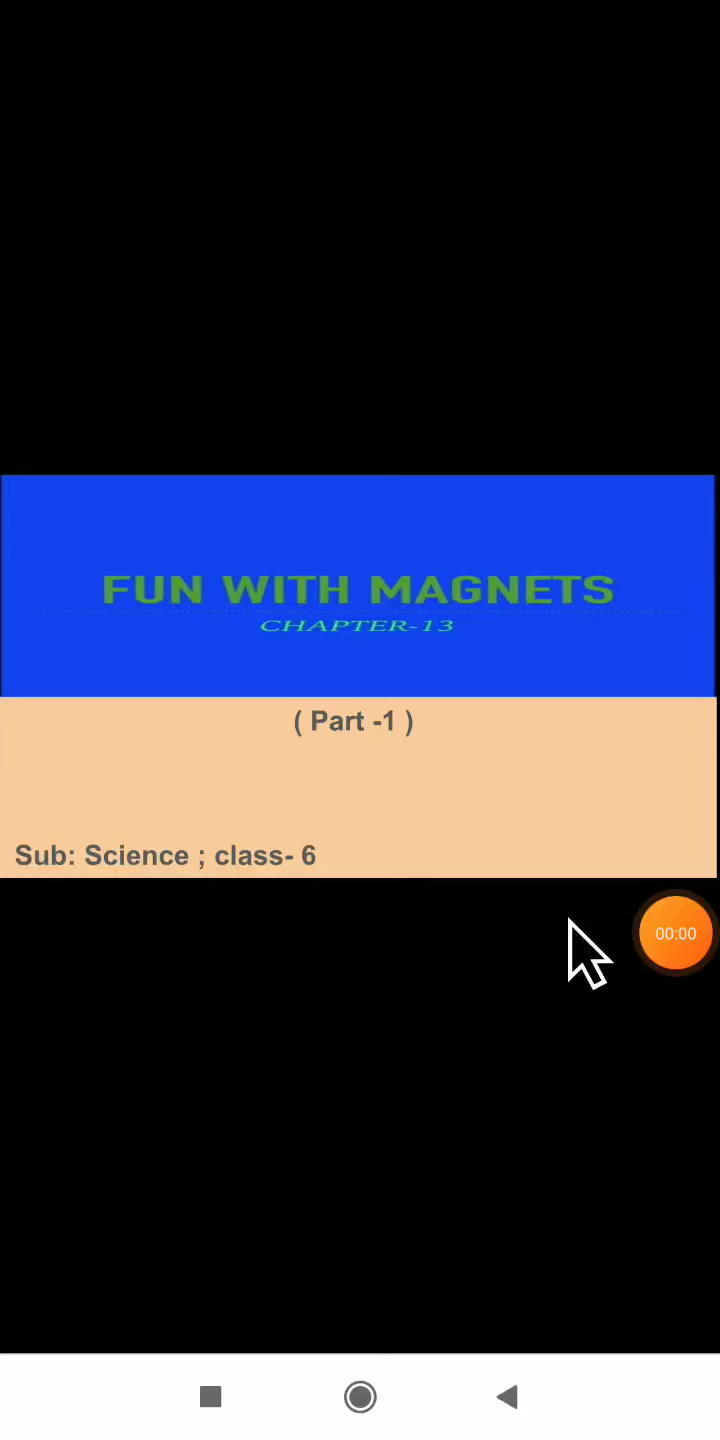 FUN WITH MAGNETS
CHAPTER-13
( Part -1 )
Sub: Science ; class- 6
00:00